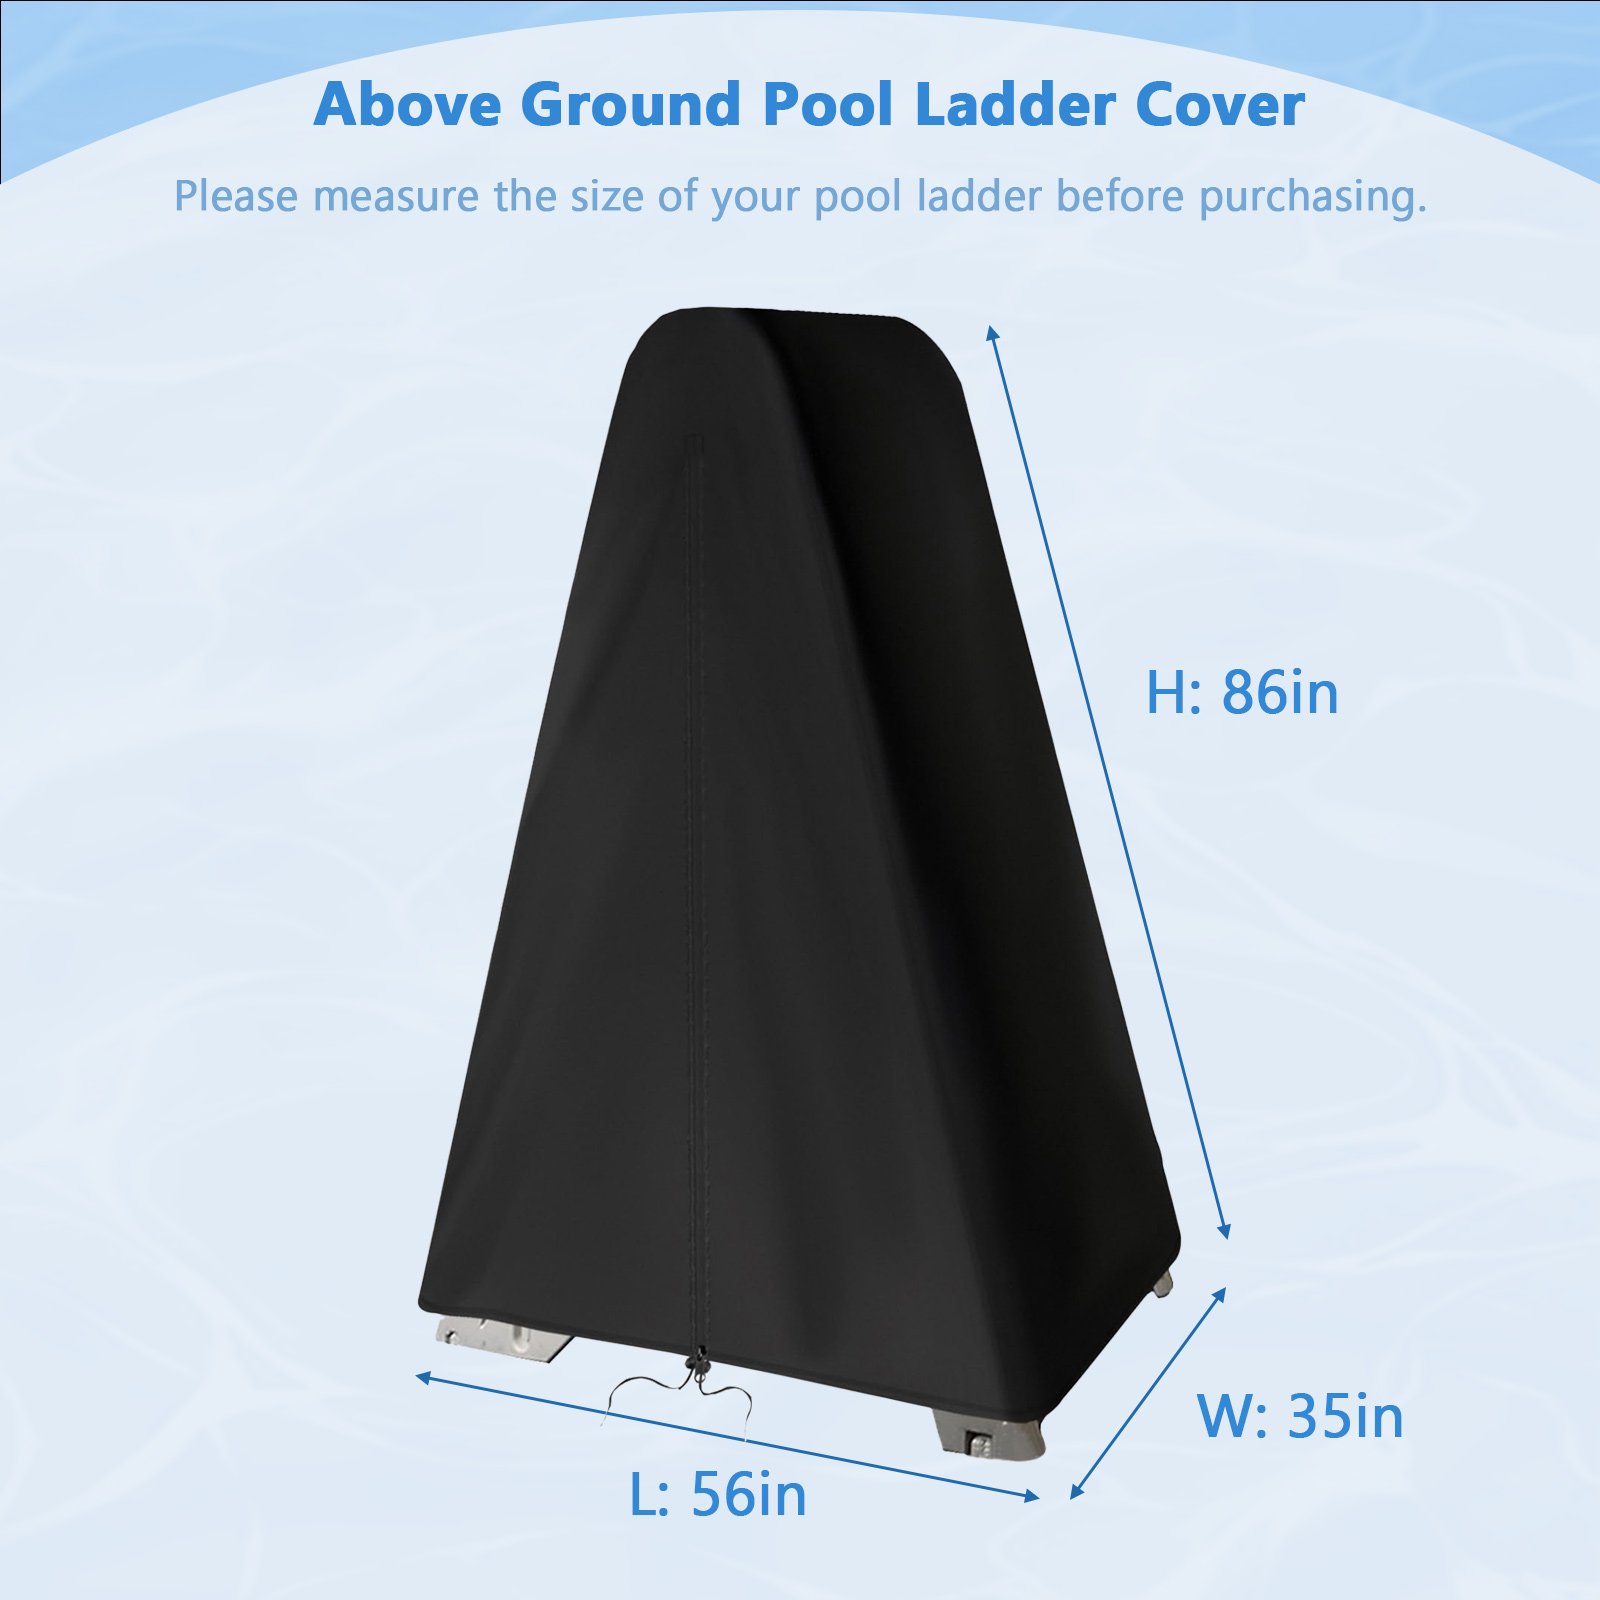 Above Ground Pool Ladder Cover
Please measure the size of your pool ladder before purchasing.
H: 86in
W: 35in
L: 56in